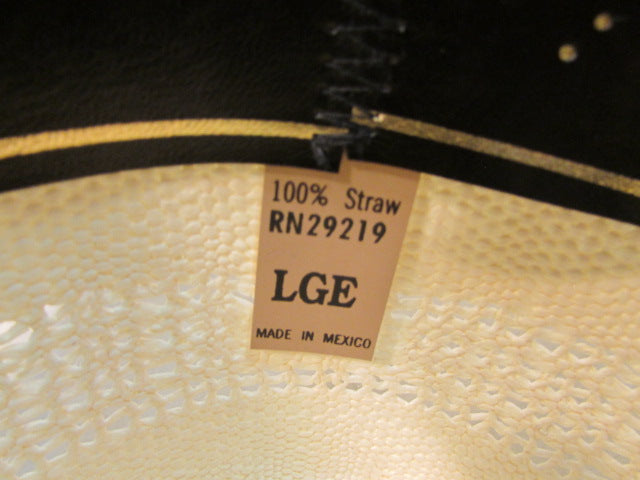 100% Straw
RN29219
LGE
MADE IN MEXICO